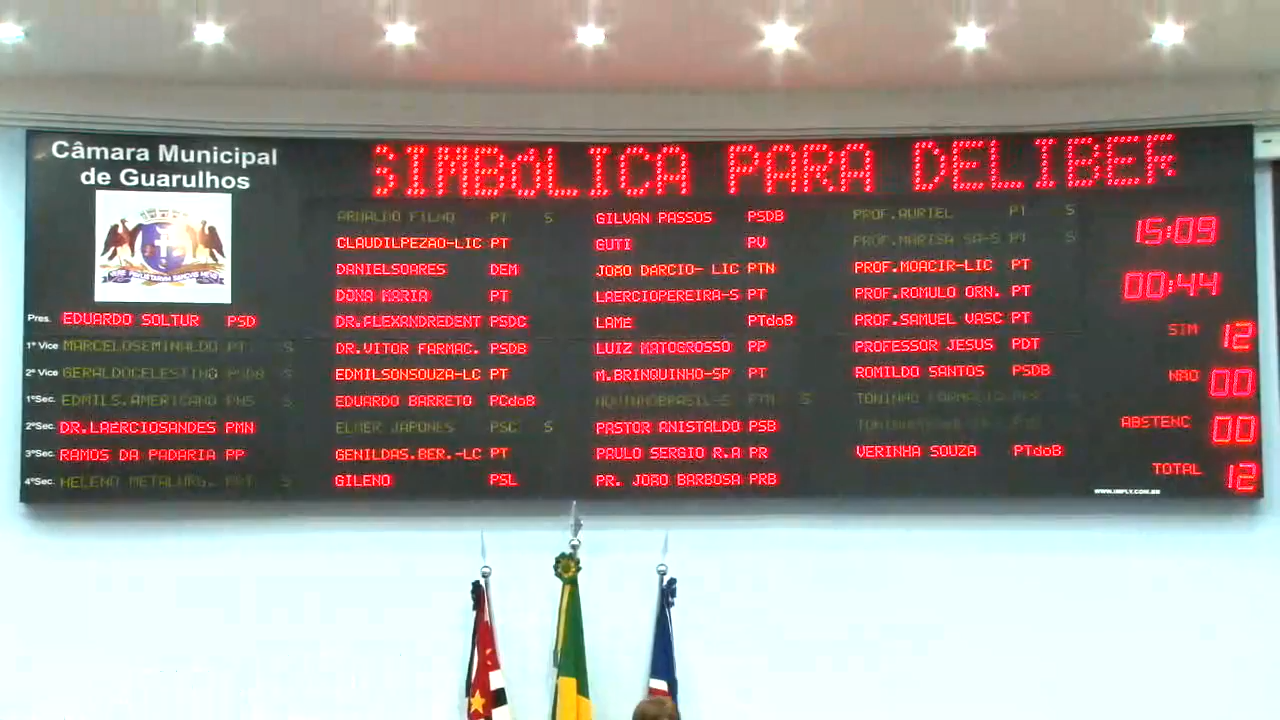 Câmara Municipal
de Guarulhos
SIMBOLICA PARA DELIBER
Pres. EDUARDO SOLTUR PSD
1º Vice MARCELOSEMINALDO PT S
2º Vice GERALDOCELESTINO PSDB S
1ºSec. EDMILS.AMERICANO S
2ºSec. DR.LAERCIOSANDES PMN
3ºSec. RAMOS DA PADARIA PP
4ºSec. HELENO METALURG. S
ARNALDO FILHO PT S
CLAUDILPEZAO-LIC PT
DANIELSOARES DEM
DONA MARIA PT
DR.ALEXANDREDENT PSDC
DR.VITOR FARMAC. PSDB
EDMILSONSOUZA-LC PT
EDUARDO BARRETO PCdoB
ELMER JAPONES PSC S
GENILDAS.BER.-LC PT
GILENO PSL
GILVAN PASSOS PSDB
GUTI PV
JOAO DARCIO- LIC PTN
LAERCIOPEREIRA-S PT
LAME PTdoB
LUIZ MATOGROSSO PP
M.BRINQUINHO-SP PT
NOVINHOBRASIL-S PTN S
PASTOR ANISTALDO PSB
PAULO SERGIO R.A PR
PR. JOAO BARBOSA PRB
PROF.AURIEL PT S
PROF.MARISA SA-S PT S
PROF.MOACIR-LIC PT
PROF.ROMULO ORN. PT
PROF.SAMUEL VASC PT
PROFESSOR JESUS PDT
ROMILDO SANTOS PSDB
VERINHA SOUZA PTdoB
15:09
00:44
SIM 12
NAO 00
ABSTENC 00
TOTAL 12
WWW.IMPLY.COM.BR